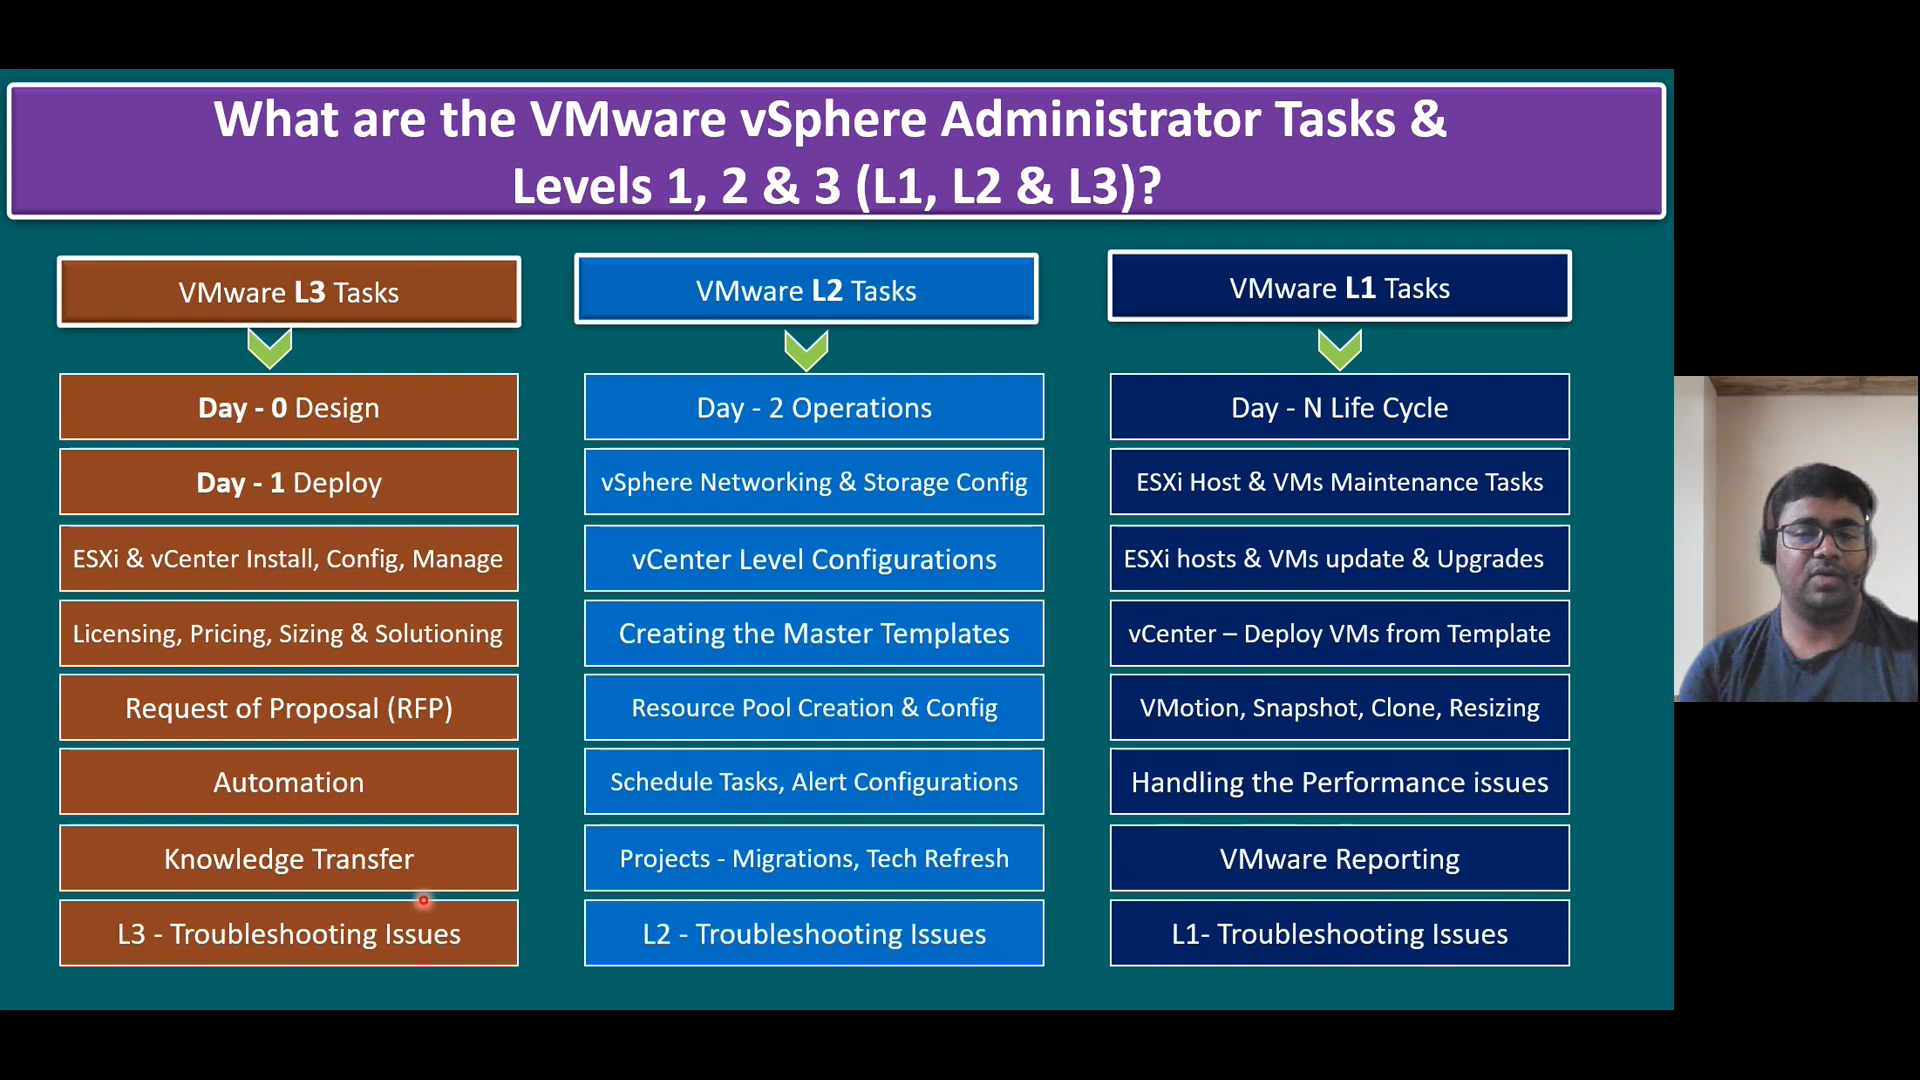 What are the VMware vSphere Administrator Tasks &
Levels 1, 2 & 3 (L1, L2 & L3)?
VMware L3 Tasks
Day - 0 Design
Day - 1 Deploy
ESXi & vCenter Install, Config, Manage
Licensing, Pricing, Sizing & Solutioning
Request of Proposal (RFP)
Automation
Knowledge Transfer
L3 - Troubleshooting Issues
VMware L2 Tasks
Day - 2 Operations
vSphere Networking & Storage Config
vCenter Level Configurations
Creating the Master Templates
Resource Pool Creation & Config
Schedule Tasks, Alert Configurations
Projects - Migrations, Tech Refresh
L2 - Troubleshooting Issues
VMware L1 Tasks
Day - N Life Cycle
ESXi Host & VMs Maintenance Tasks
ESXi hosts & VMs update & Upgrades
vCenter – Deploy VMs from Template
VMotion, Snapshot, Clone, Resizing
Handling the Performance issues
VMware Reporting
L1- Troubleshooting Issues